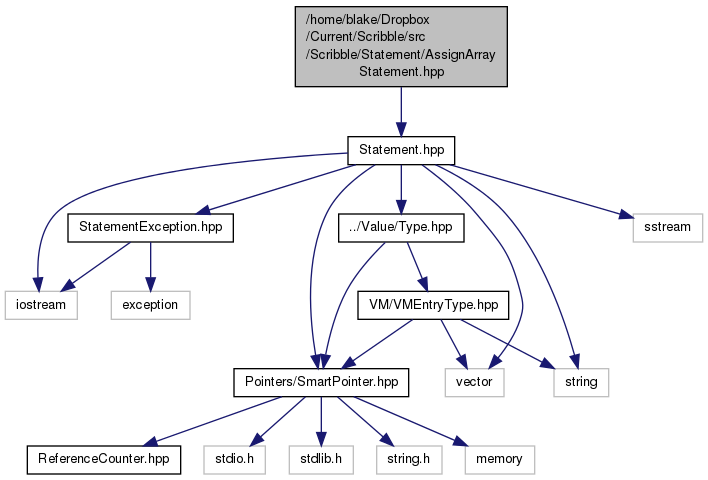 /home/blake/Dropbox
/Current/Scribble/src
/Scribble/Statement/AssignArray
Statement.hpp
Statement.hpp
StatementException.hpp
../Value/Type.hpp
sstream
iostream
exception
VM/VMEntryType.hpp
Pointers/SmartPointer.hpp
vector
string
ReferenceCounter.hpp
stdio.h
stdlib.h
string.h
memory